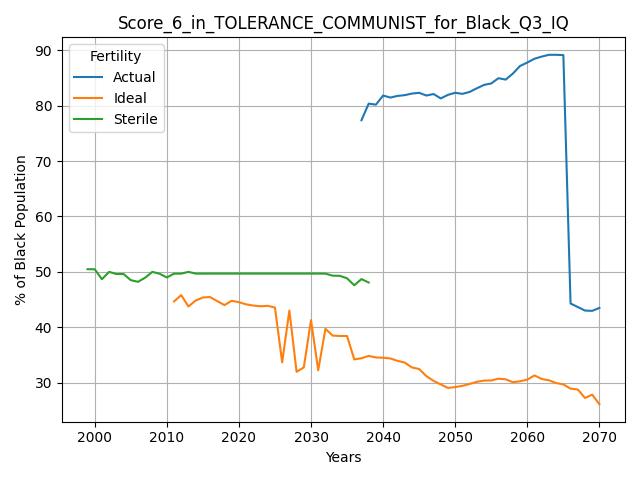 Score_6_in_TOLERANCE_COMMUNIST_for_Black_Q3_IQ
Fertility
Actual
Ideal
Sterile
% of Black Population
90
80
70
60
50
40
30
2000 2010 2020 2030 2040 2050 2060 2070
Years